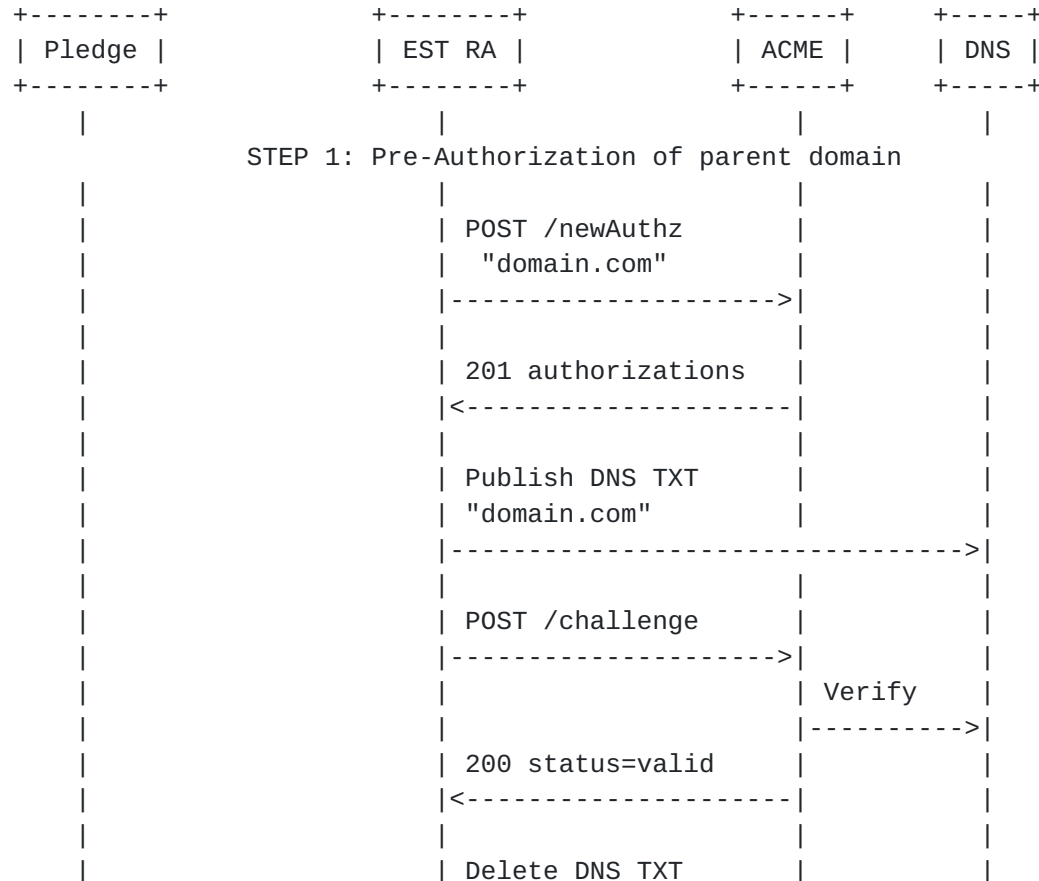 +--------+             +--------+             +------+     +-----+
| Pledge |             | EST RA |             | ACME |     | DNS |
+--------+             +--------+             +------+     +-----+
    |                      |                      |           |
              STEP 1: Pre-Authorization of parent domain
    |                      |                      |           |
    |                      | POST /newAuthz       |           |
    |                      |  "domain.com"        |           |
    |                      |--------------------->|           |
    |                      |                      |           |
    |                      | 201 authorizations   |           |
    |                      |<---------------------|           |
    |                      |                      |           |
    |                      | Publish DNS TXT      |           |
    |                      | "domain.com"         |           |
    |                      |--------------------------------->|
    |                      |                      |           |
    |                      | POST /challenge      |           |
    |                      |--------------------->|           |
    |                      |                      | Verify    |
    |                      |                      |---------->|
    |                      | 200 status=valid     |           |
    |                      |<---------------------|           |
    |                      |                      |           |
    |                      | Delete DNS TXT       |           |